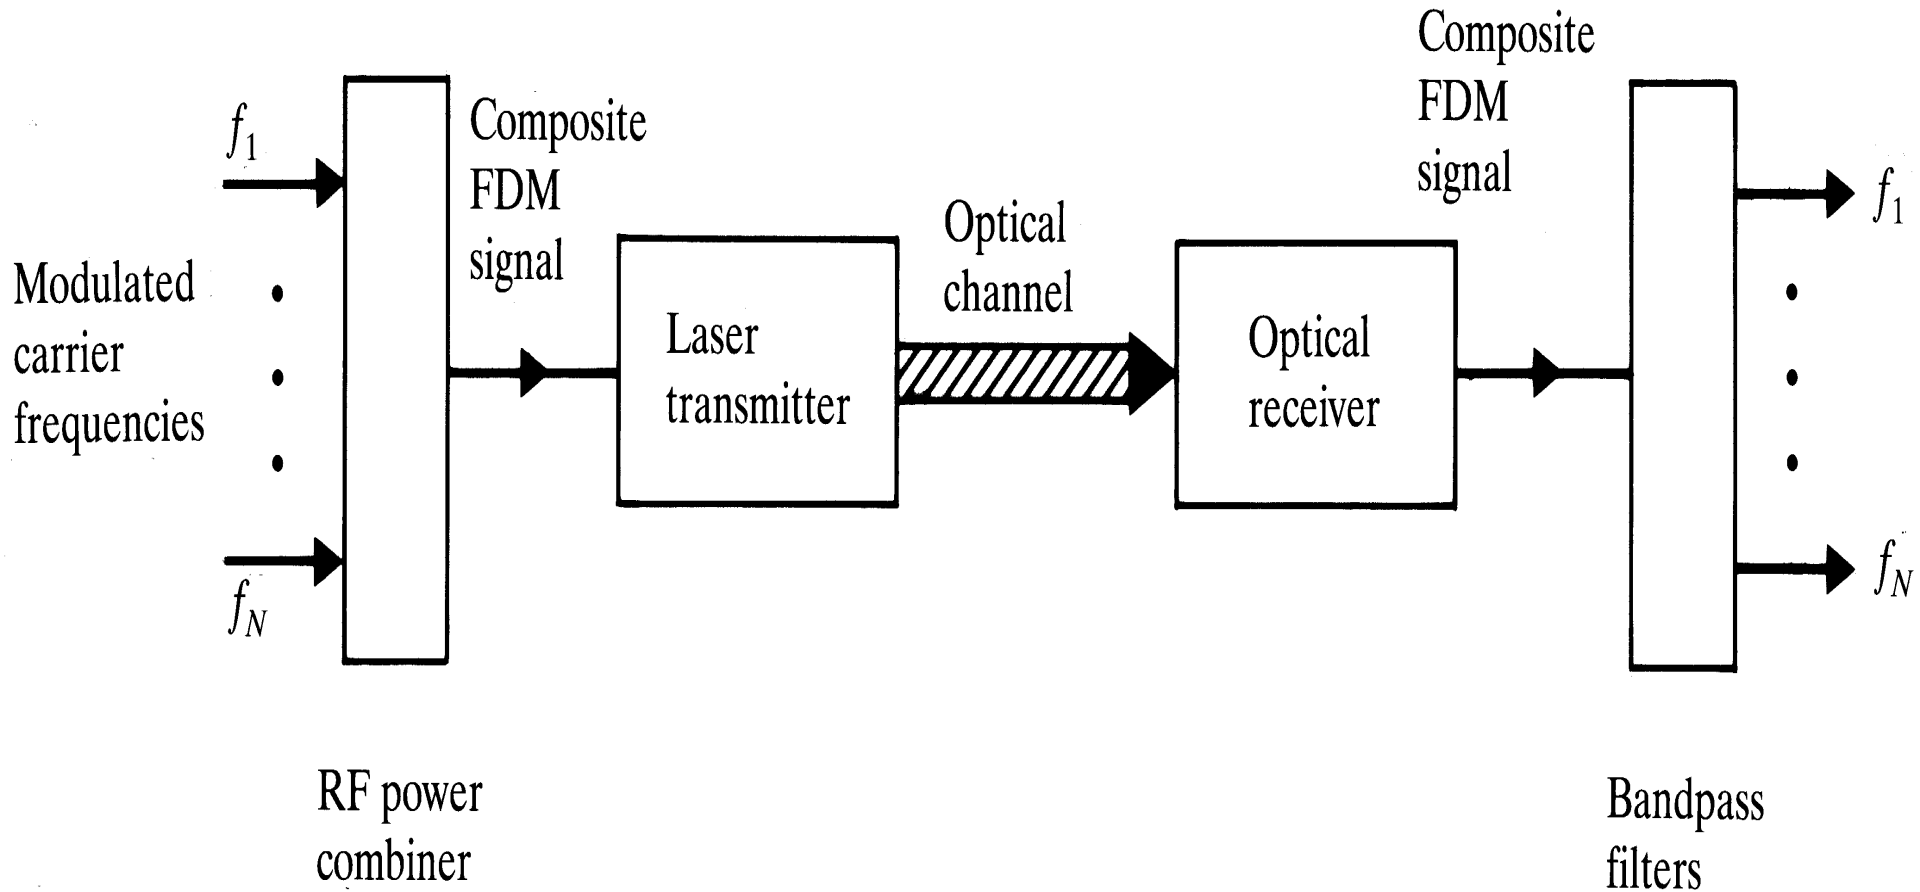 f1
Modulated
carrier
frequencies
fN
RF power
combiner
Composite
FDM
signal
Laser
transmitter
Optical
channel
Optical
receiver
Composite
FDM
signal
f1
fN
Bandpass
filters